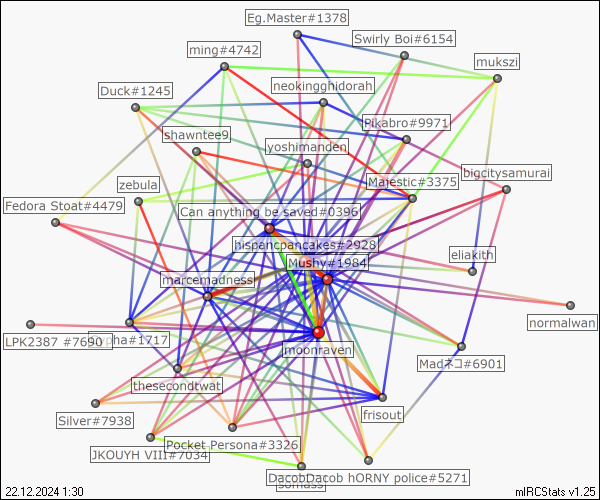 Eg.Master#1378
Swirly Boi#6154
ming#4742
mukszi
neokingghidorah
Duck#1245
Pikabro#9971
shawntee9
yoshimanden
bigcitysamurai
Majestic#3375
zebula
Fedora Stoat#4479
Can anything be saved#0396
hispancpancakes#2928
eliakith
Mushy#1984
marcemadness
normalwan
LPK2387 #7690
#1717
moonraven
Madネコ#6901
thesecondtwat
frisout
Silver#7938
Pocket Persona#3326
JKOUYH VIII#7034
DacobDacob hORNY police#5271
22.12.2024 1:30
mIRCStats v1.25